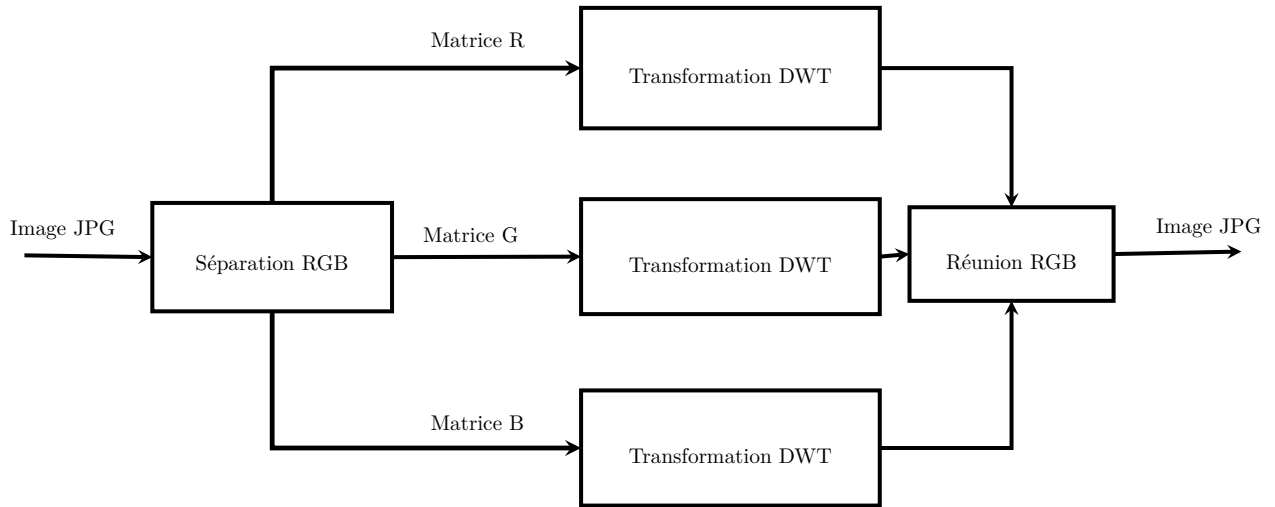 Matrice R
Transformation DWT
Image JPG
Séparation RGB
Matrice G
Transformation DWT
Réunion RGB
Image JPG
Matrice B
Transformation DWT